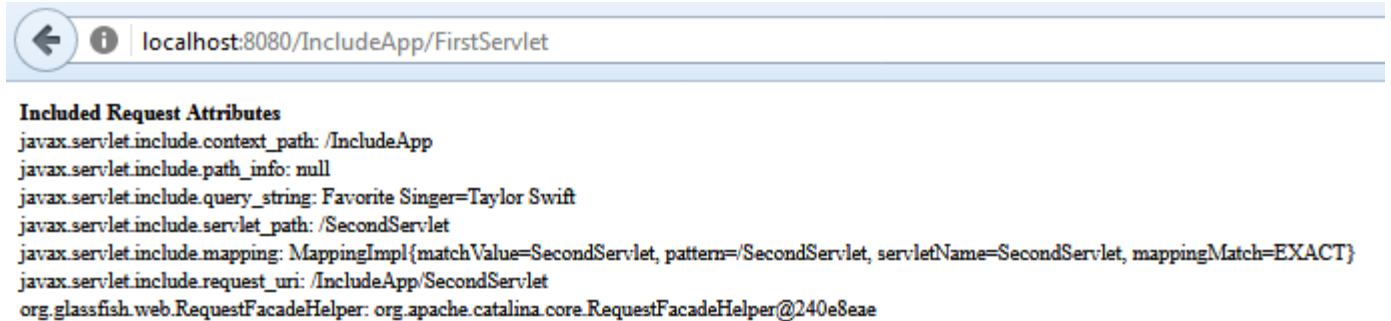 localhost:8080/IncludeApp/FirstServlet
Included Request Attributes
javax.servlet.include.context_path: /IncludeApp
javax.servlet.include.path_info: null
javax.servlet.include.query_string: Favorite Singer=Taylor Swift
javax.servlet.include.servlet_path: /SecondServlet
javax.servlet.include.mapping: MappingImpl{matchValue=SecondServlet, pattern=/SecondServlet, servletName=SecondServlet, mappingMatch=EXACT}
javax.servlet.include.request_uri: /IncludeApp/SecondServlet
org.glassfish.web.RequestFacadeHelper: org.apache.catalina.core.RequestFacadeHelper@240e8eae